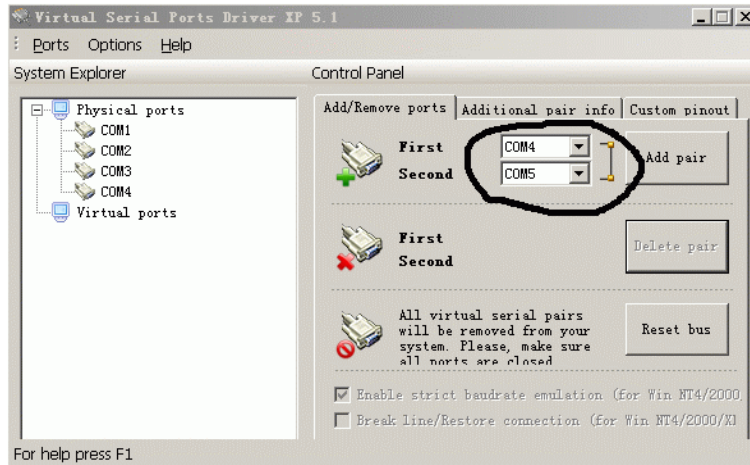 Virtual Serial Ports Driver XP 5.1
Ports Options Help
System Explorer
Control Panel
Physical ports
COM1
COM2
COM3
COM4
Virtual ports
Add/Remove ports
Additional pair info
Custom pinout
First
COM4
Second
COM5
Add pair
First
Second
Delete pair
All virtual serial pairs
will be removed from your
system. Please, make sure
all ports are closed
Reset bus
Enable strict baudrate emulation (for Win NT4/2000,
Break line/Restore connection (for Win NT4/2000/X
For help press F1